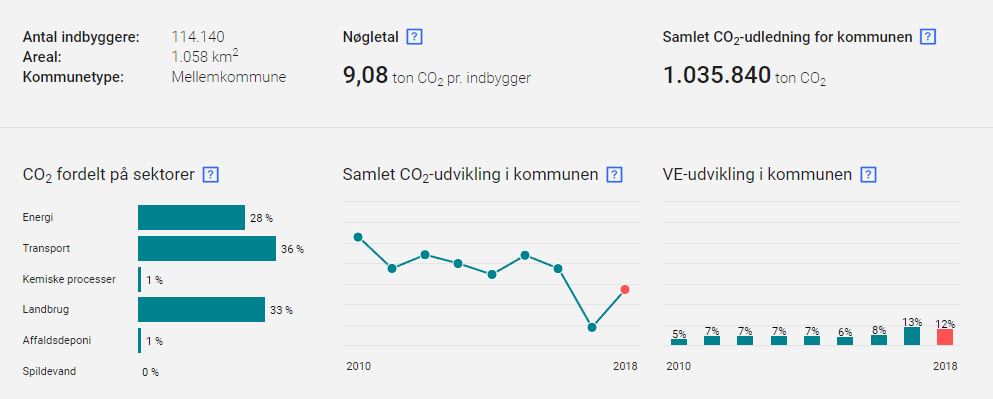 Antal indbyggere: 114.140
Areal: 1.058 km²
Kommunetype: Mellemkommune
Nøgletal ?
9,08 ton CO₂ pr. indbygger
Samlet CO₂-udledning for kommunen ?
1.035.840 ton CO₂
CO₂ fordelt på sektorer ?
Energi 28 %
Transport 36 %
Kemiske processer 1 %
Landbrug 33 %
Affaldsdeponi 1 %
Spildevand 0 %
Samlet CO₂-udvikling i kommunen ?
2010 2018
VE-udvikling i kommunen ?
5% 7% 7% 7% 7% 6% 8% 13% 12%
2010 2018